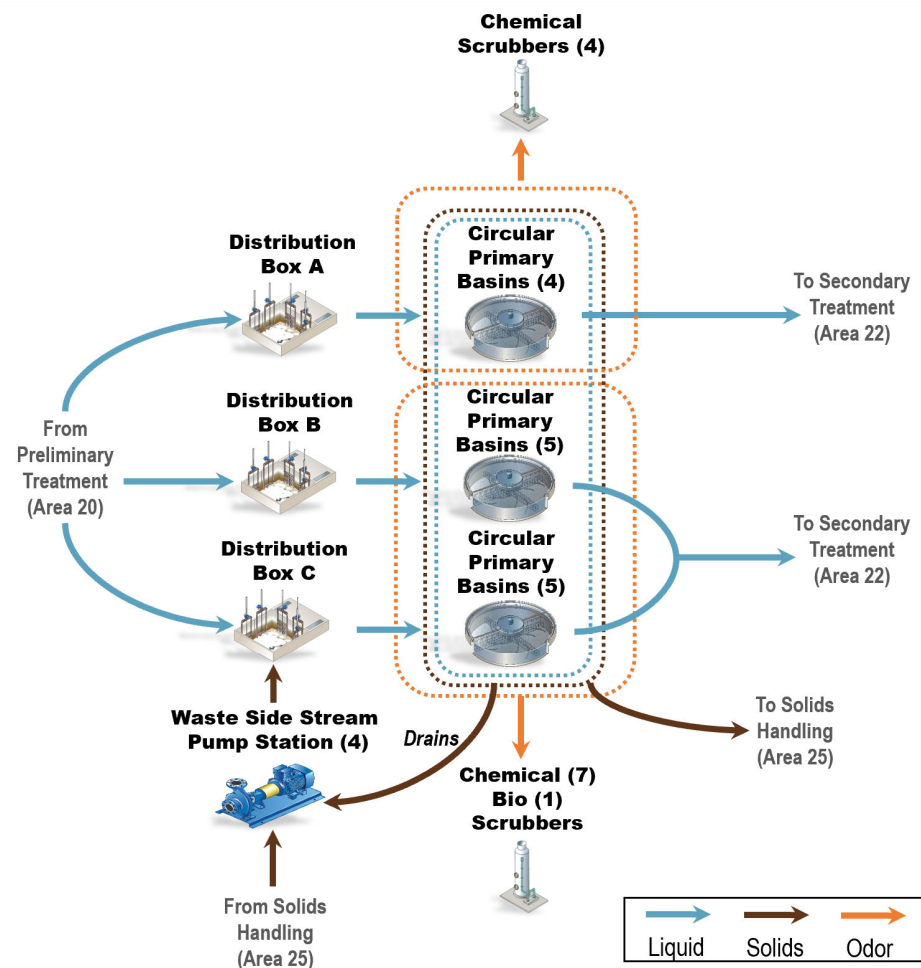 Chemical
Scrubbers (4)
Distribution
Box A
Circular
Primary
Basins (4)
To Secondary
Treatment
(Area 22)
Distribution
Box B
Circular
Primary
Basins (5)
From
Preliminary
Treatment
(Area 20)
Distribution
Box C
Circular
Primary
Basins (5)
To Secondary
Treatment
(Area 22)
Waste Side Stream
Pump Station (4)
Drains
To Solids
Handling
(Area 25)
Chemical (7)
Bio (1)
Scrubbers
From Solids
Handling
(Area 25)
Liquid
Solids
Odor